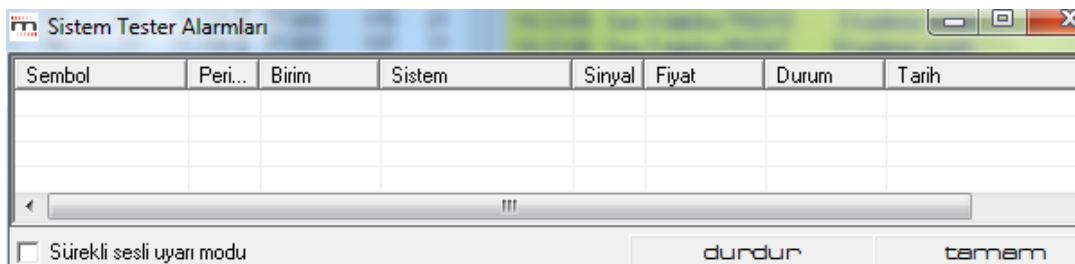 Sistem Tester Alarmları
Sembol Peri... Birim Sistem Sinyal Fiyat Durum Tarih
Sürekli sesli uyarı modu durdur tamam